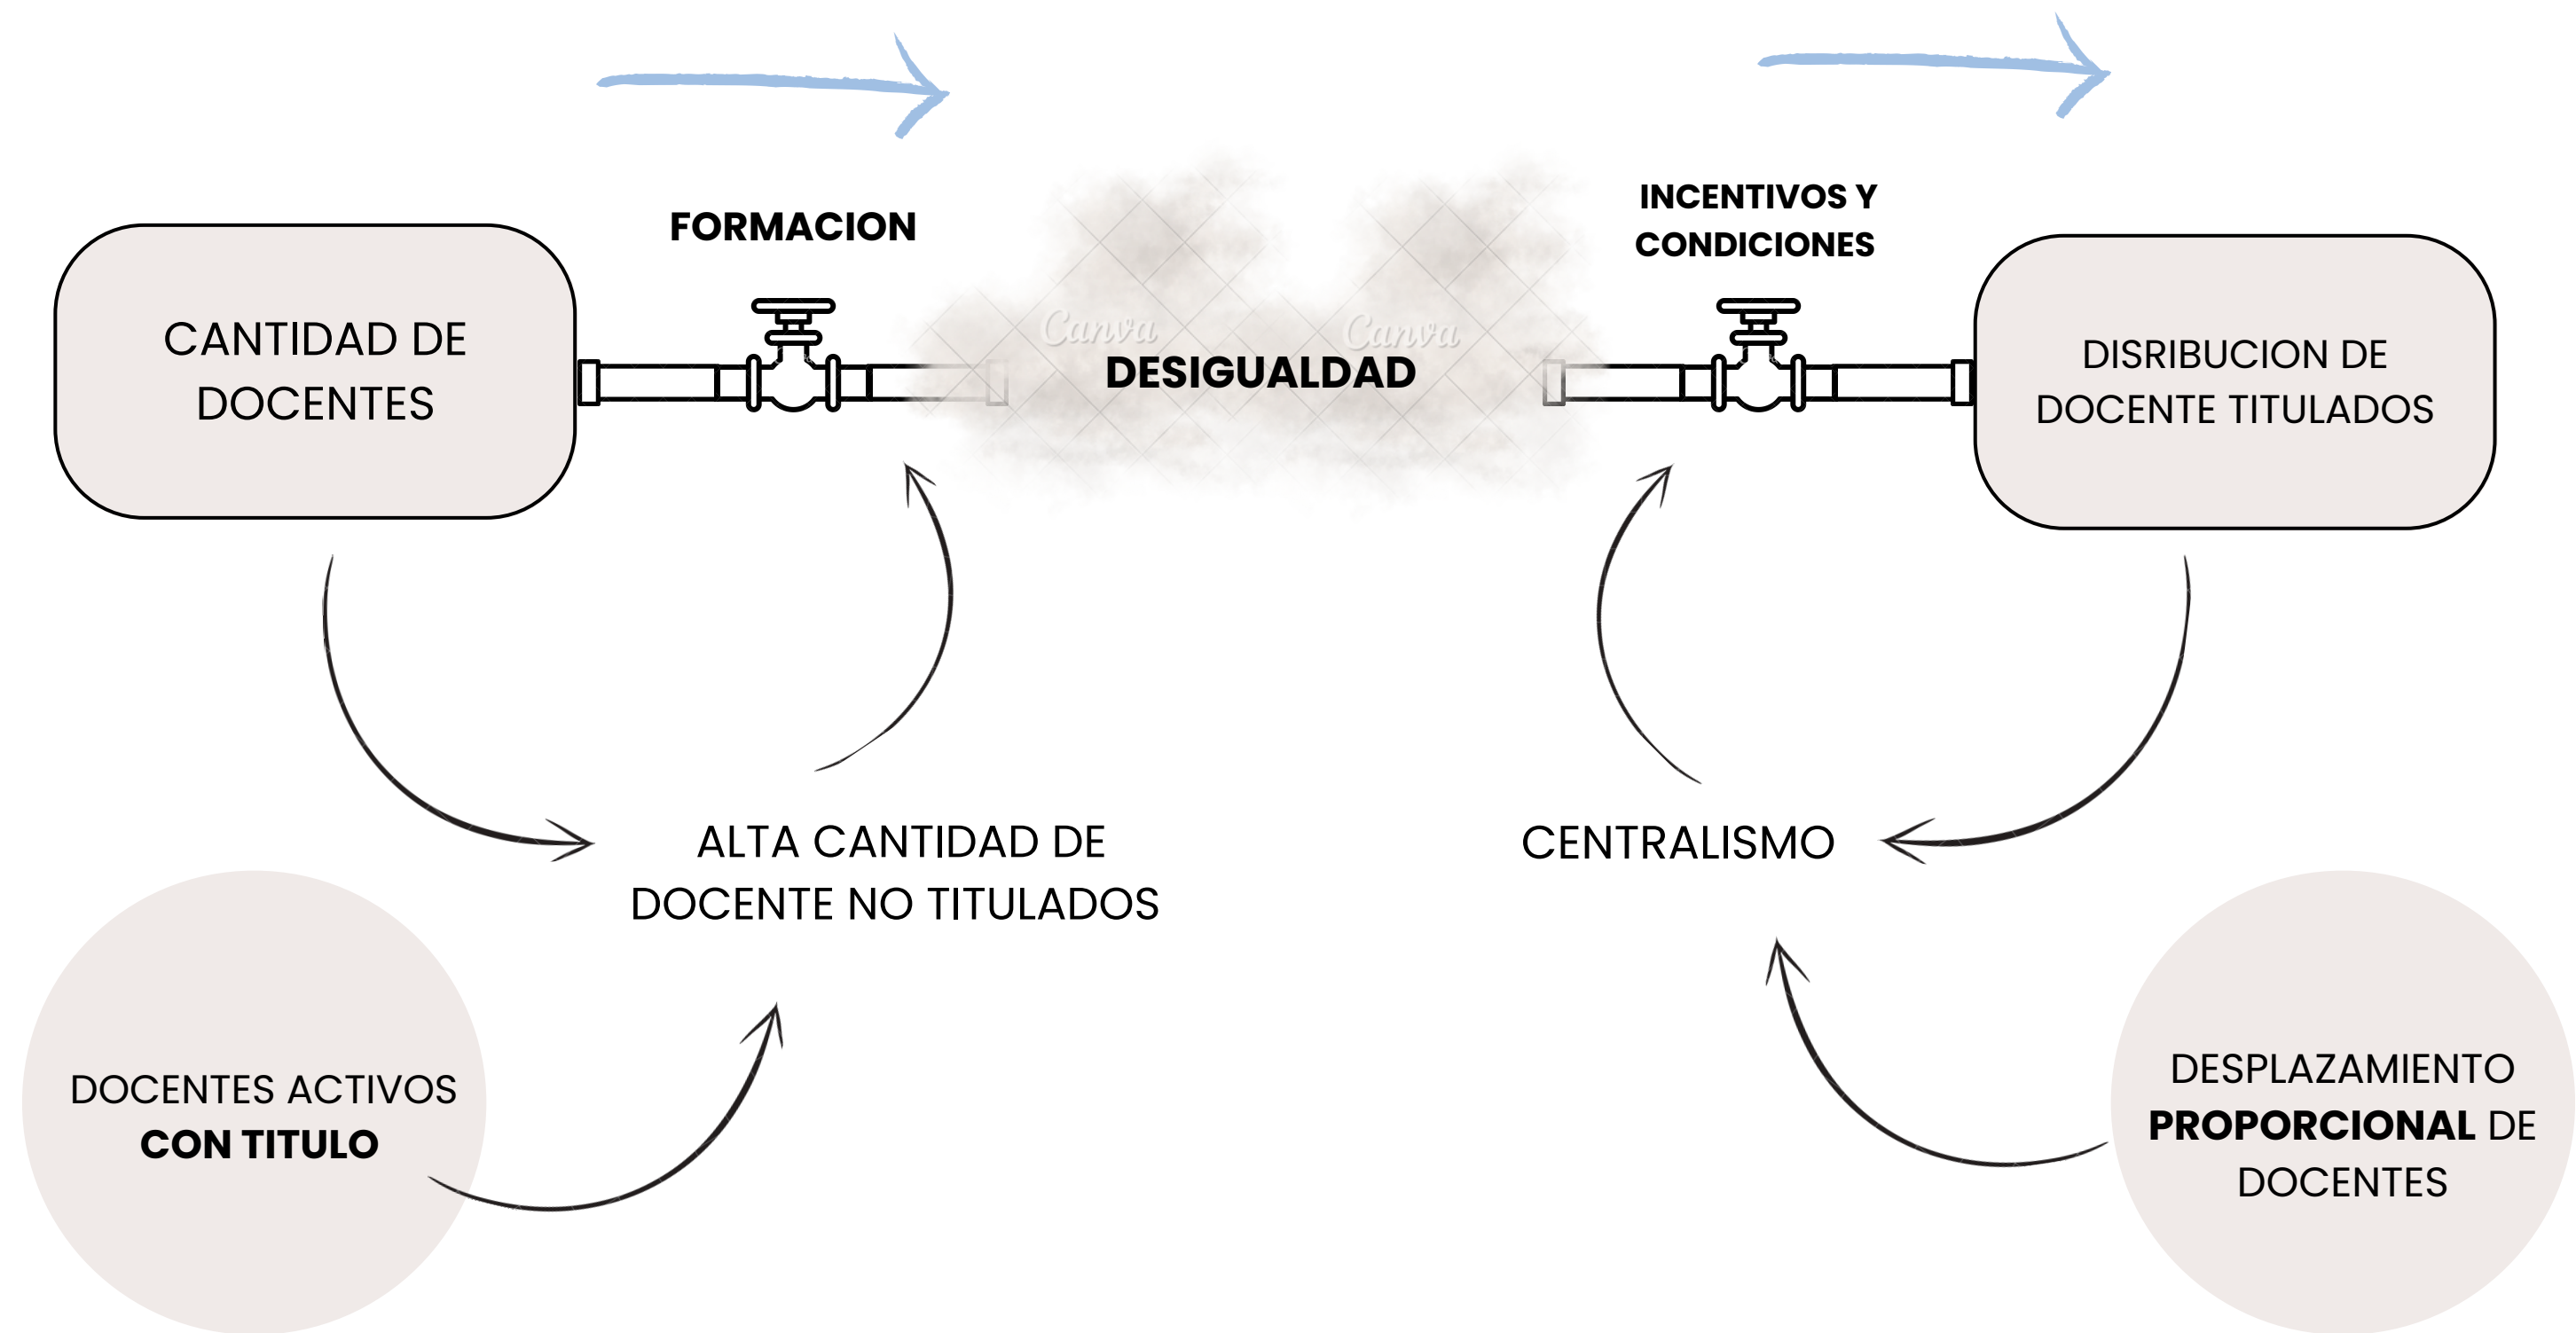 FORMACION
INCENTIVOS Y
CONDICIONES
CANTIDAD DE
DOCENTES
Canva
Canva
DESIGUALDAD
DISRIBUCION DE
DOCENTE TITULADOS
ALTA CANTIDAD DE
DOCENTE NO TITULADOS
CENTRALISMO
DOCENTES ACTIVOS
CON TITULO
DESPLAZAMIENTO
PROPORCIONAL DE
DOCENTES